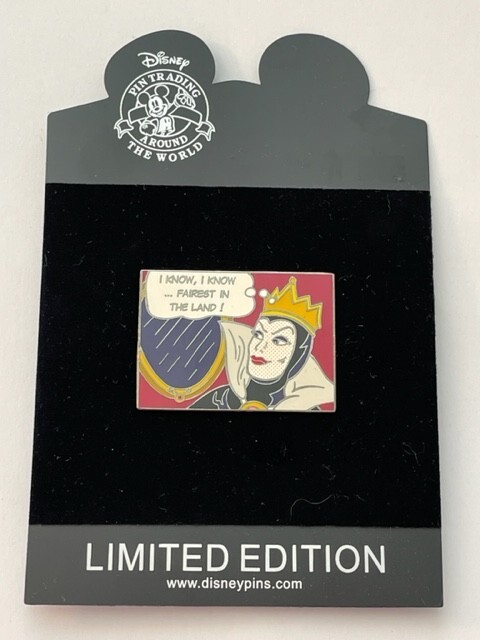 Disney
PIN TRADING
AROUND
THE WORLD
I KNOW, I KNOW
... FAIREST IN
THE LAND !
LIMITED EDITION
www.disneypins.com